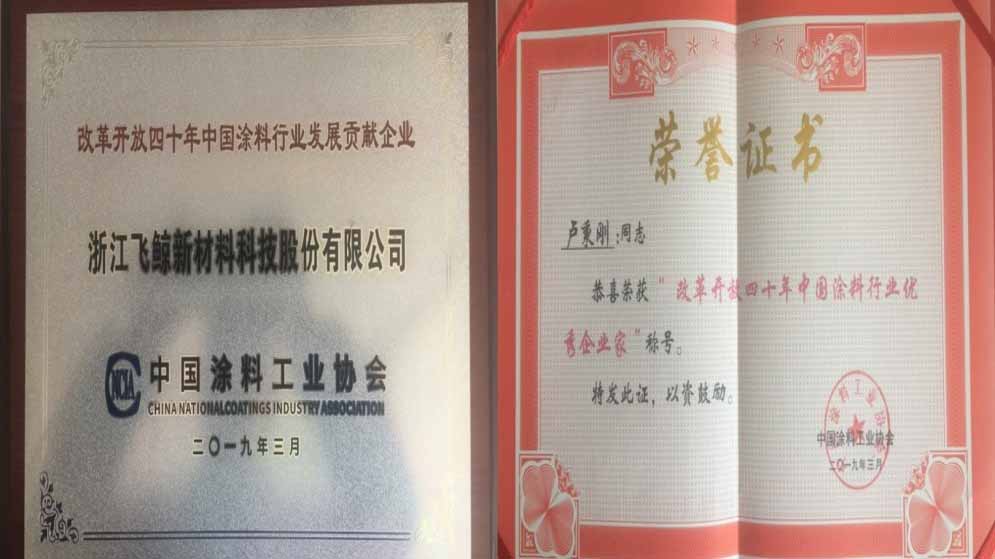 改革开放四十年中国涂料行业发展贡献企业
浙江飞鲸新材料科技股份有限公司
NCIA
中国涂料工业协会
CHINA NATIONAL COATINGS INDUSTRY ASSOCIATION
二〇一九年三月
荣誉证书
卢秉刚:同志
恭喜荣获“改革开放四十年中国涂料行业优
秀企业家”称号。
特发此证，以资鼓励。
中国涂料工业协会
二〇一九年三月